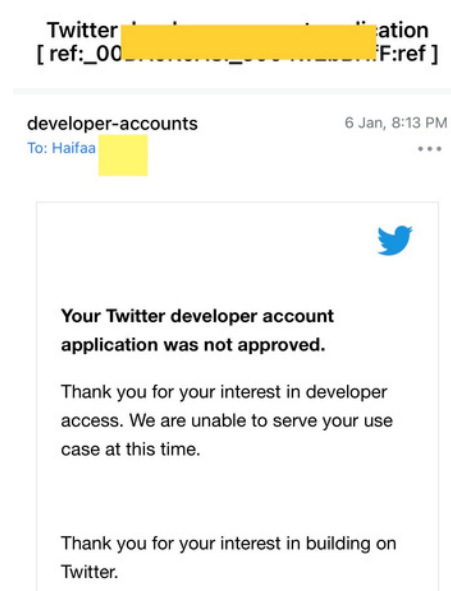 Twitter
[ ref:_00 F:ref ]
developer-accounts
6 Jan, 8:13 PM
To: Haifaa
Your Twitter developer account
application was not approved.
Thank you for your interest in developer
access. We are unable to serve your use
case at this time.
Thank you for your interest in building on
Twitter.